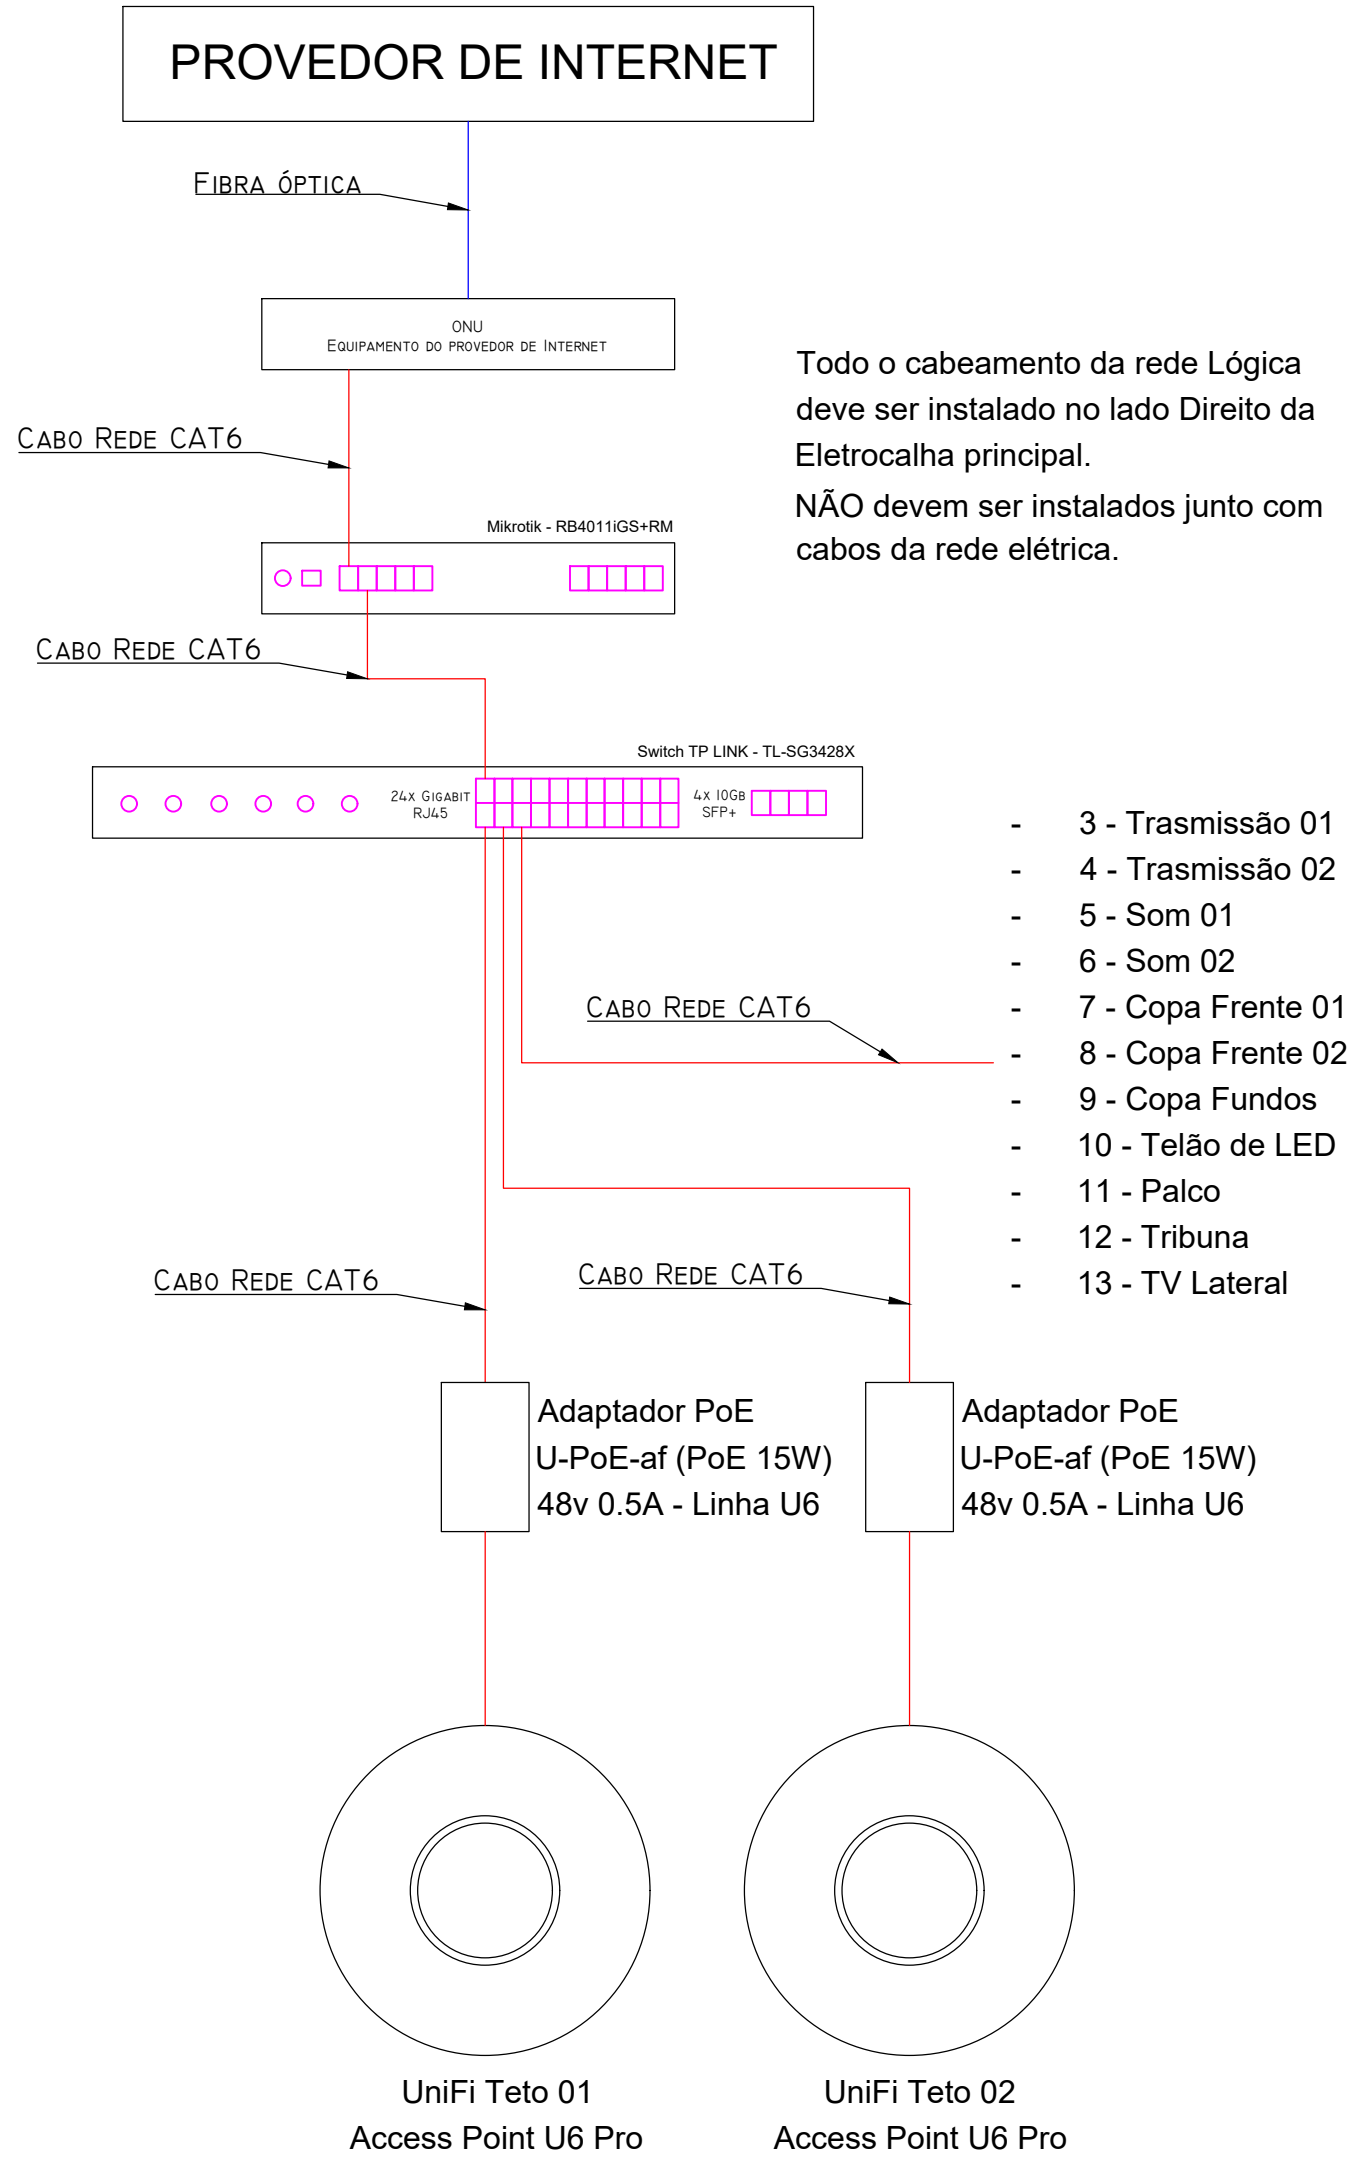 PROVEDOR DE INTERNET
FIBRA ÓPTICA
ONU
EQUIPAMENTO DO PROVEDOR DE INTERNET
Todo o cabeamento da rede Lógica
deve ser instalado no lado Direito da
Eletrocalha principal.
NÃO devem ser instalados junto com
cabos da rede elétrica.
CABO REDE CAT6
Mikrotik - RB4011iGS+RM
CABO REDE CAT6
Switch TP LINK - TL-SG3428X
24X GIGABIT
RJ45
4X 10GB
SFP+
- 3 - Trasmissão 01
- 4 - Trasmissão 02
- 5 - Som 01
- 6 - Som 02
- 7 - Copa Frente 01
- 8 - Copa Frente 02
- 9 - Copa Fundos
- 10 - Telão de LED
- 11 - Palco
- 12 - Tribuna
- 13 - TV Lateral
CABO REDE CAT6
CABO REDE CAT6
CABO REDE CAT6
Adaptador PoE
U-PoE-af (PoE 15W)
48v 0.5A - Linha U6
Adaptador PoE
U-PoE-af (PoE 15W)
48v 0.5A - Linha U6
UniFi Teto 01
Access Point U6 Pro
UniFi Teto 02
Access Point U6 Pro